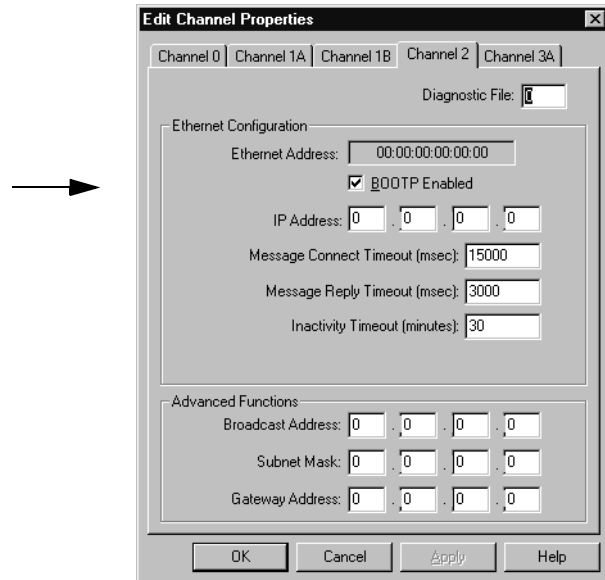 Edit Channel Properties
Channel 0 Channel 1A Channel 1B Channel 2 Channel 3A
Diagnostic File: 0
Ethernet Configuration
Ethernet Address: 00:00:00:00:00:00
BOOTP Enabled
IP Address: 0 . 0 . 0 . 0
Message Connect Timeout (msec): 15000
Message Reply Timeout (msec): 3000
Inactivity Timeout (minutes): 30
Advanced Functions
Broadcast Address: 0 . 0 . 0 . 0
Subnet Mask: 0 . 0 . 0 . 0
Gateway Address: 0 . 0 . 0 . 0
OK Cancel Apply Help